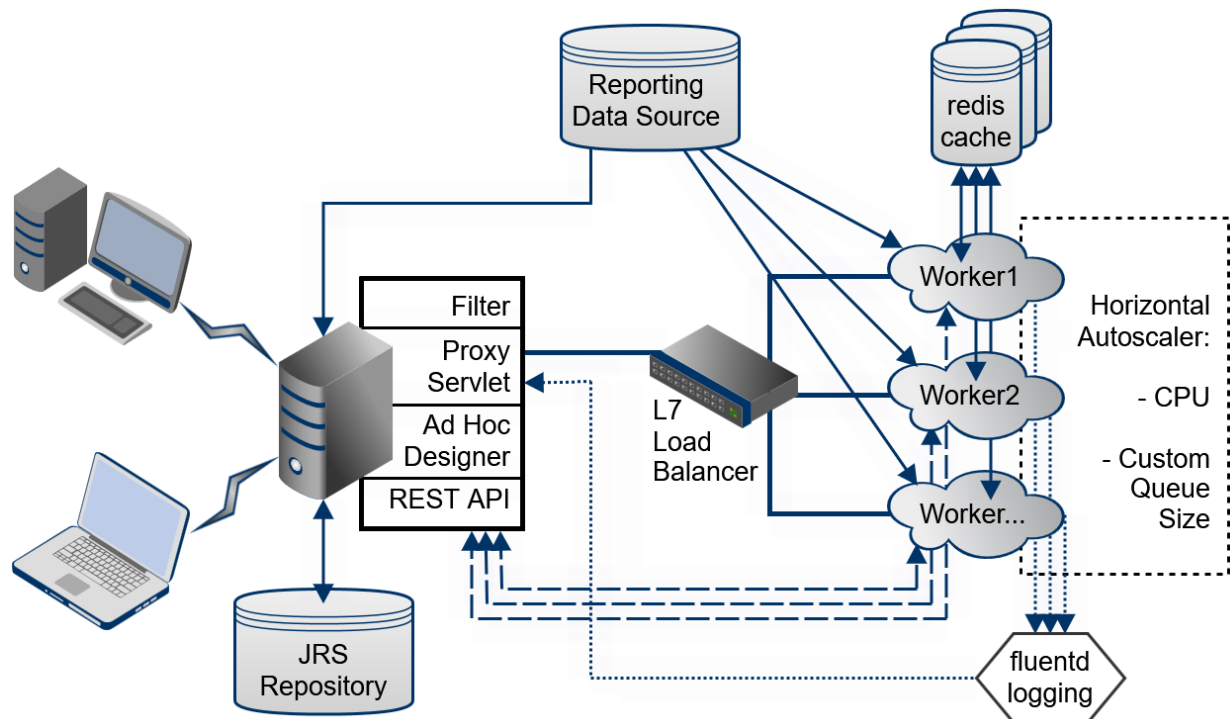 Reporting
Data Source
redis
cache
Filter
Proxy
Servlet
Ad Hoc
Designer
REST API
L7
Load
Balancer
Worker1
Worker2
Worker...
Horizontal
Autoscaler:
- CPU
- Custom
Queue
Size
JRS
Repository
fluentd
logging